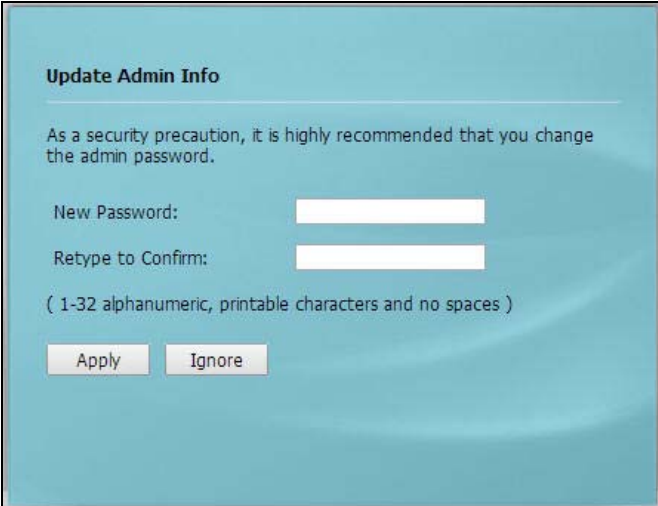 Update Admin Info
As a security precaution, it is highly recommended that you change
the admin password.
New Password:
Retype to Confirm:
( 1-32 alphanumeric, printable characters and no spaces )
Apply Ignore